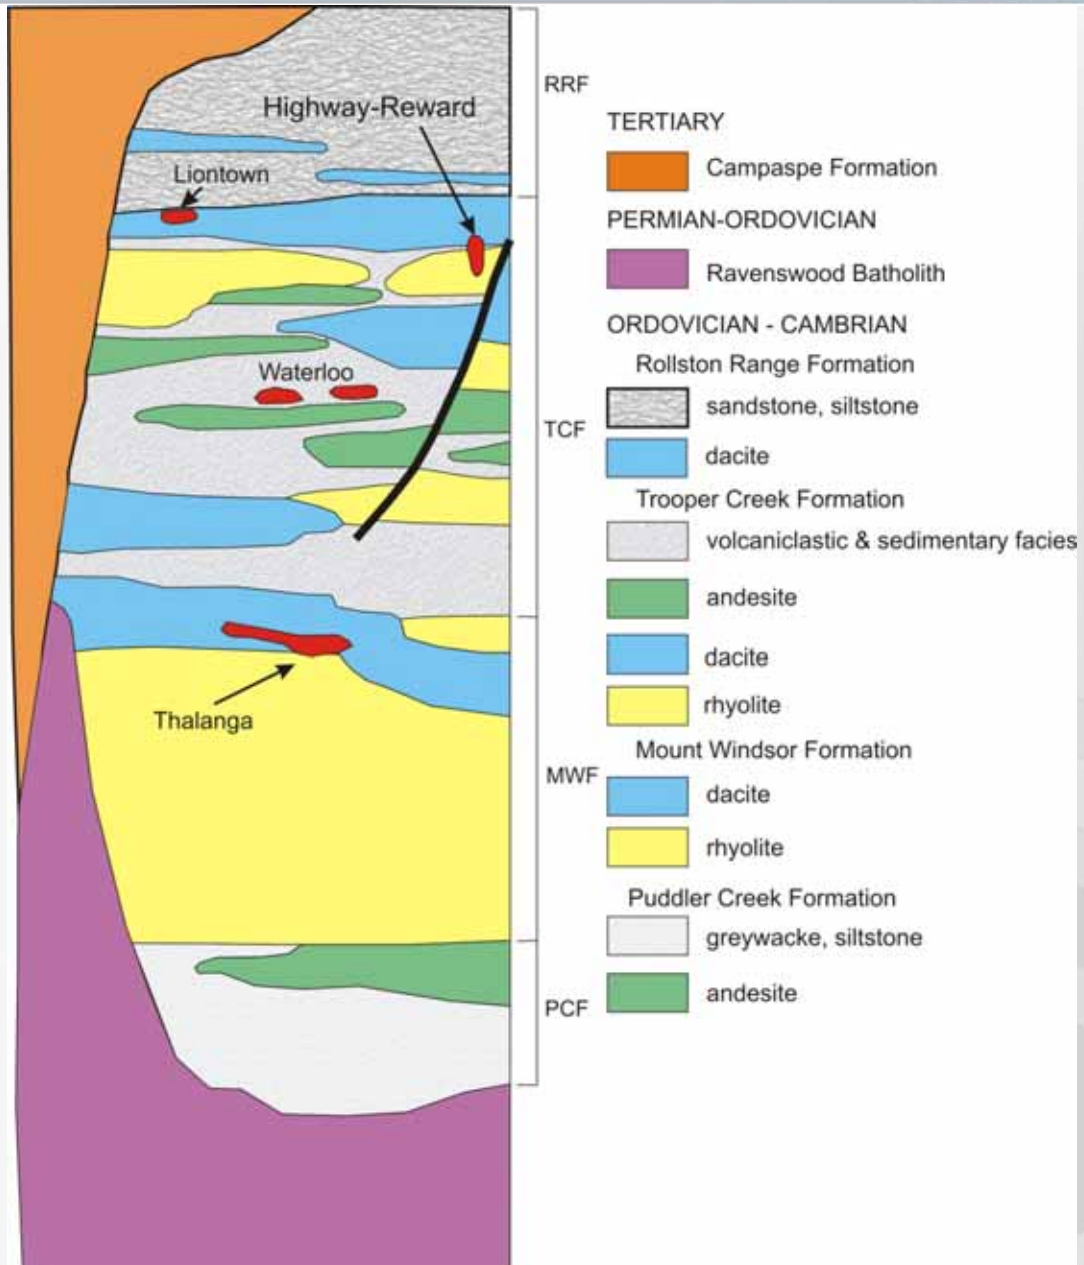 RRF
Highway-Reward
Liontown
Waterloo
TCF
Thalanga
MWF
PCF
TERTIARY
Campaspe Formation
PERMIAN-ORDOVICIAN
Ravenswood Batholith
ORDOVICIAN - CAMBRIAN
Rollston Range Formation
sandstone, siltstone
dacite
Trooper Creek Formation
volcaniclastic & sedimentary facies
andesite
dacite
rhyolite
Mount Windsor Formation
dacite
rhyolite
Puddler Creek Formation
greywacke, siltstone
andesite